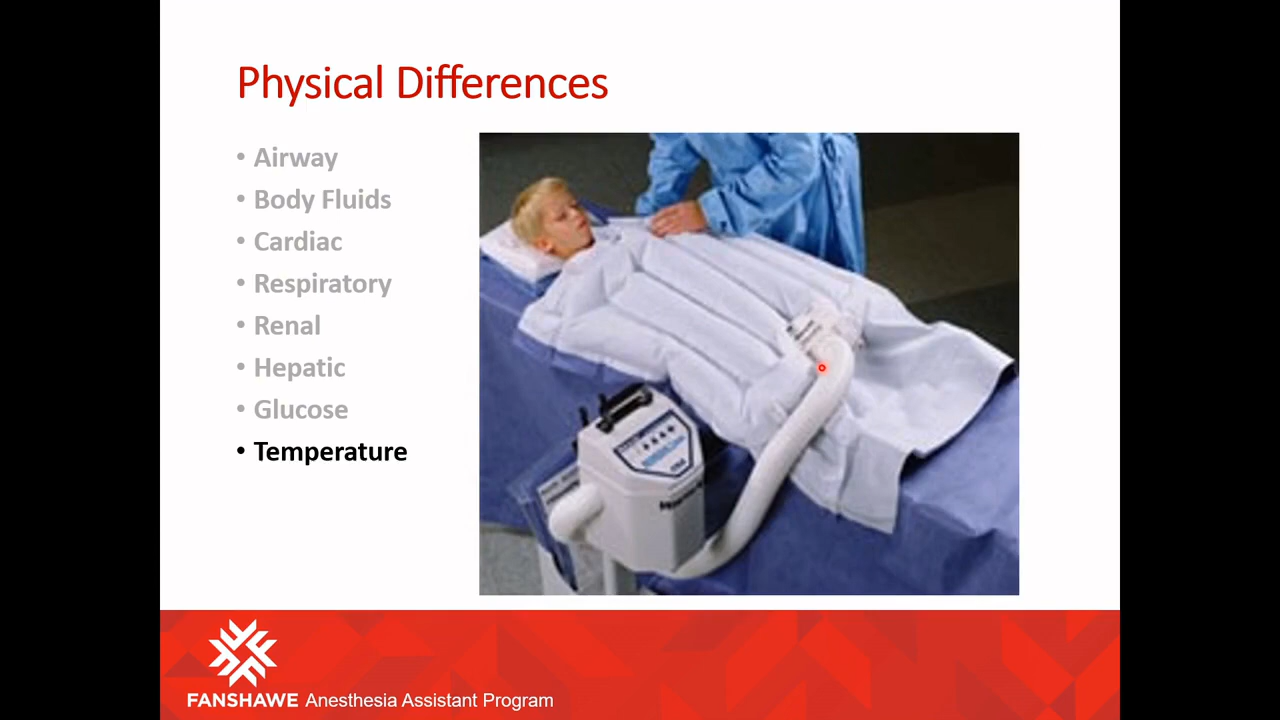 Physical Differences
• Airway
• Body Fluids
• Cardiac
• Respiratory
• Renal
• Hepatic
• Glucose
• Temperature
FANSHAWE Anesthesia Assistant Program